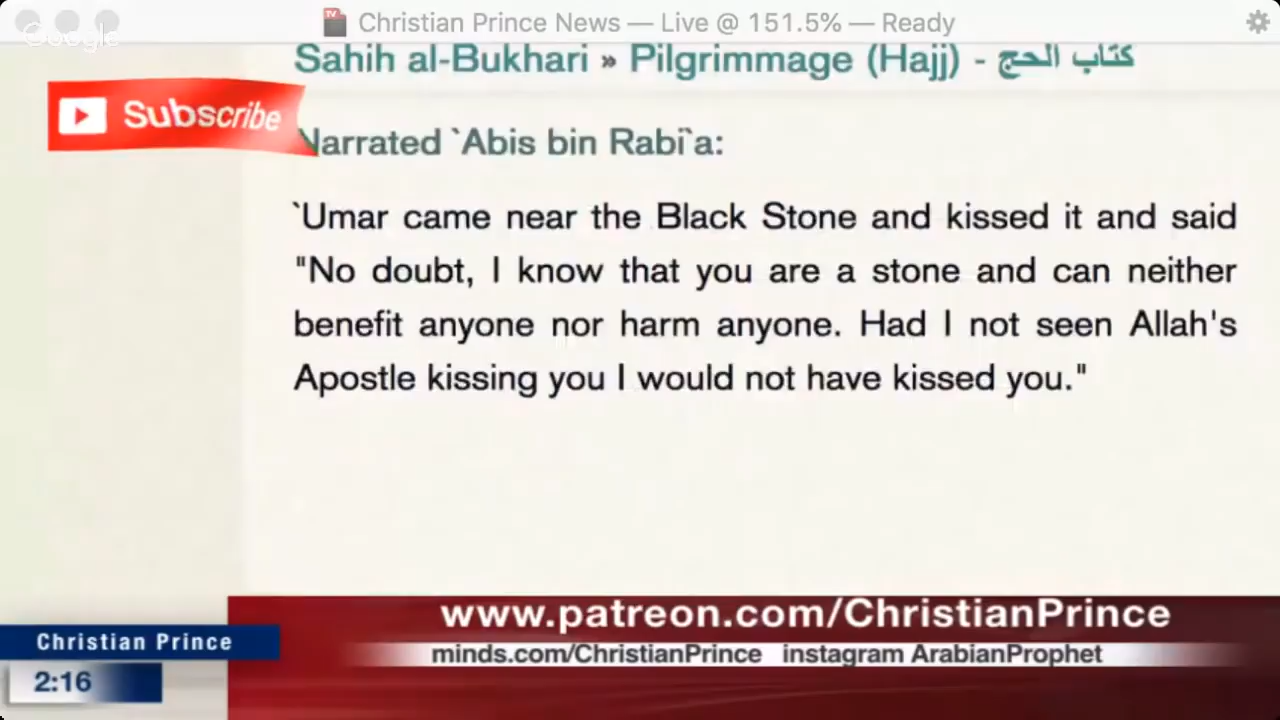 Christian Prince News — Live @ 151.5% — Ready
Google
Sahih al-Bukhari » Pilgrimmage (Hajj) - كتاب الحج
Subscribe
Narrated `Abis bin Rabi`a:
`Umar came near the Black Stone and kissed it and said
"No doubt, I know that you are a stone and can neither
benefit anyone nor harm anyone. Had I not seen Allah's
Apostle kissing you I would not have kissed you."
www.patreon.com/ChristianPrince
Christian Prince
minds.com/ChristianPrince instagram ArabianProphet
2:16